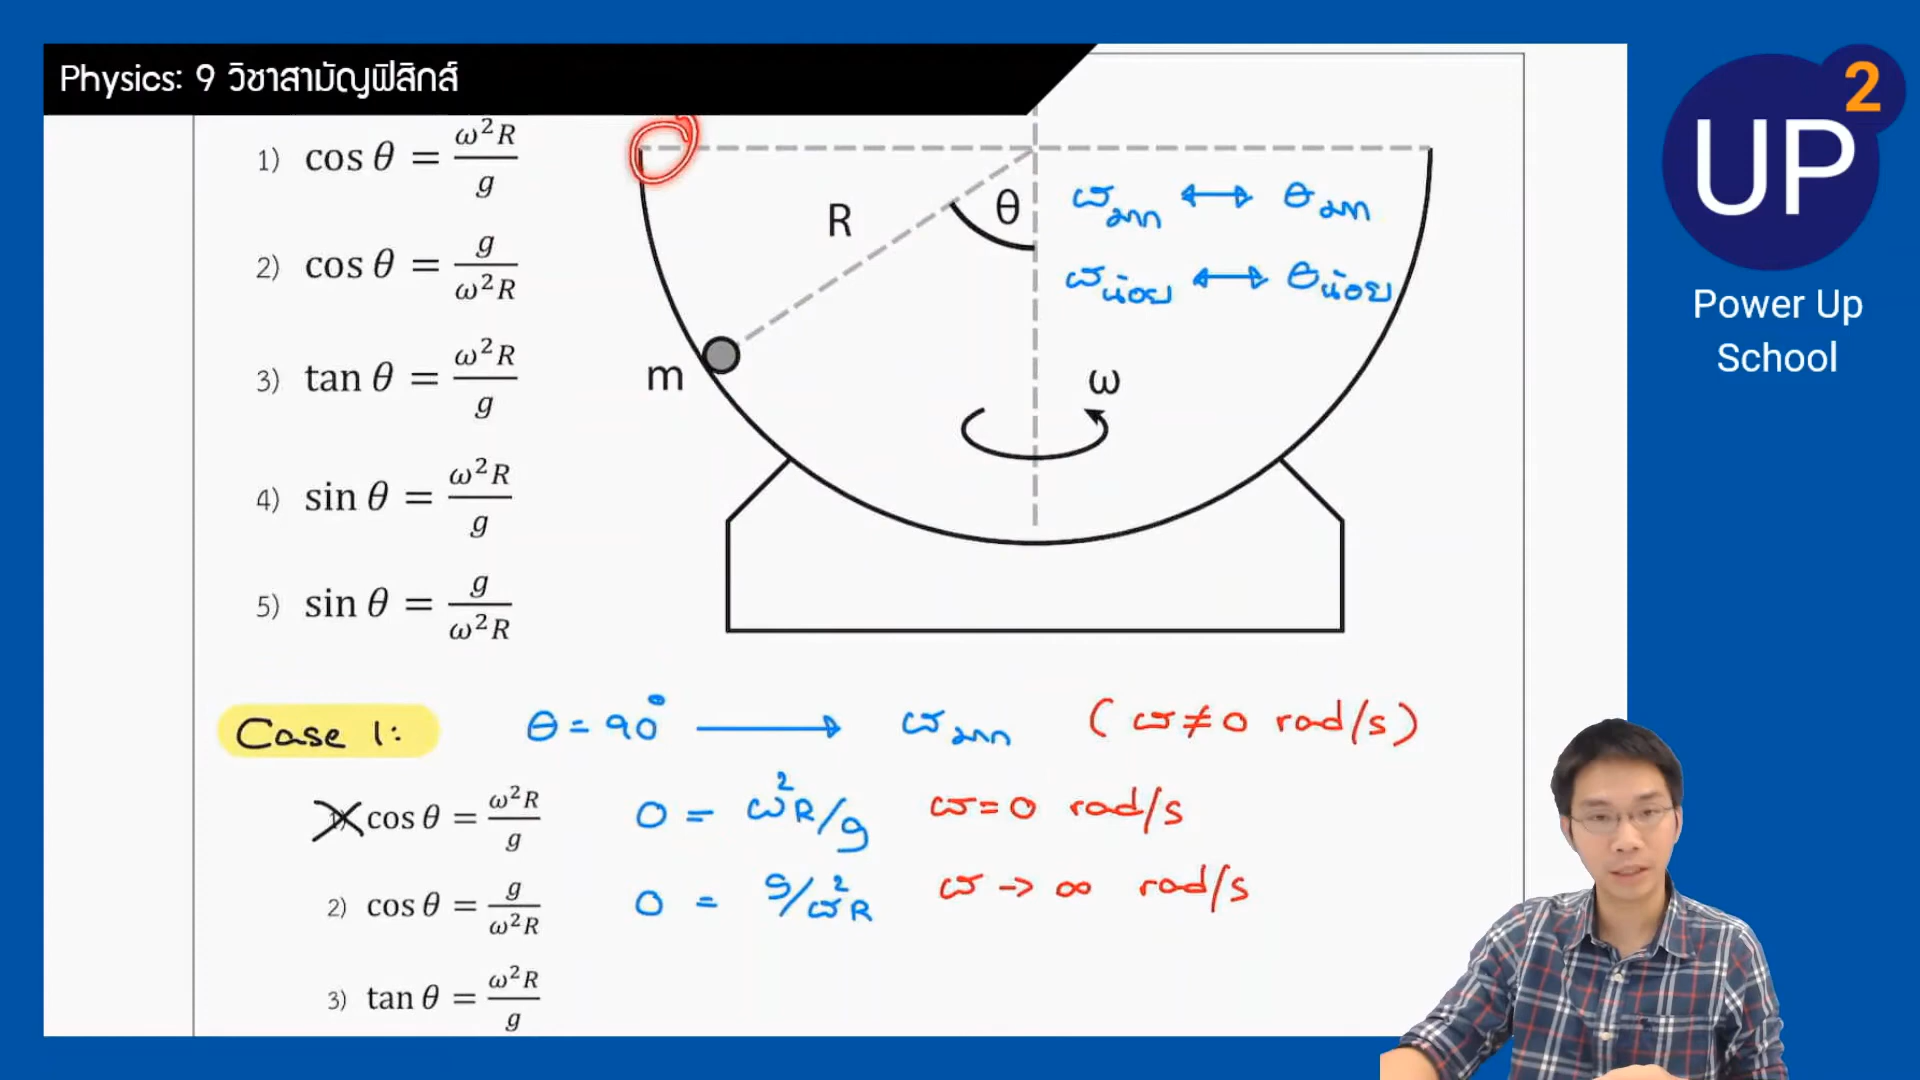 Physics: 9 วิชาสามัญฟิสิกส์
UP²
Power Up
School
1) cos θ = ω²R/g
2) cos θ = g/ω²R
3) tan θ = ω²R/g
4) sin θ = ω²R/g
5) sin θ = g/ω²R
R
θ
m
ω
ω มาก ↔ θ มาก
ω น้อย ↔ θ น้อย
Case 1: θ = 90° → ω มาก (ω ≠ 0 rad/s)
1) cos θ = ω²R/g 0 = ω²R/g ω = 0 rad/s
2) cos θ = g/ω²R 0 = g/ω²R ω → ∞ rad/s
3) tan θ = ω²R/g